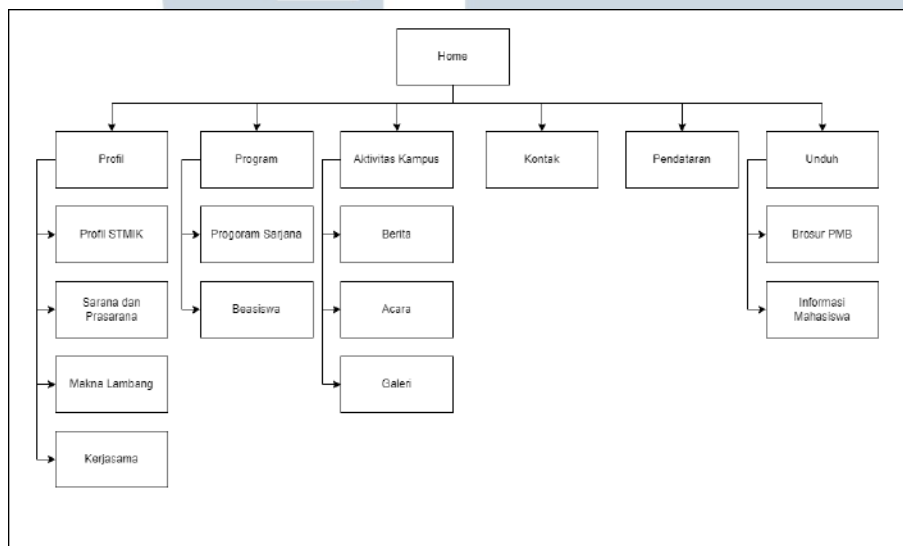 Home
Profil
Program
Aktivitas Kampus
Kontak
Pendataran
Unduh
Profil STMIK
Progoram Sarjana
Berita
Brosur PMB
Sarana dan
Prasarana
Beasiswa
Acara
Informasi
Mahasiswa
Makna Lambang
Galeri
Kerjasama